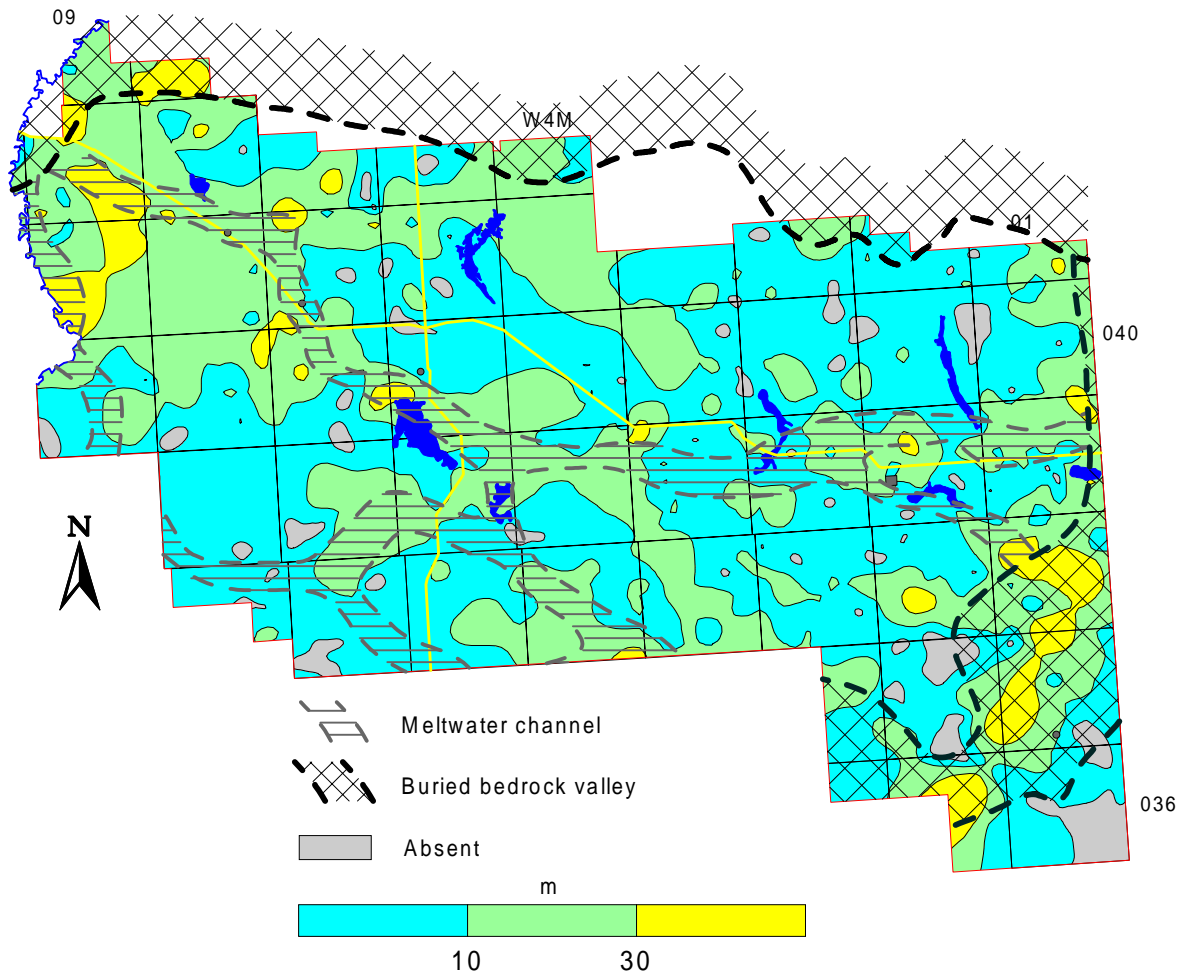 09
W4M
01
040
N
Meltwater channel
Buried bedrock valley
036
Absent
m
10 30